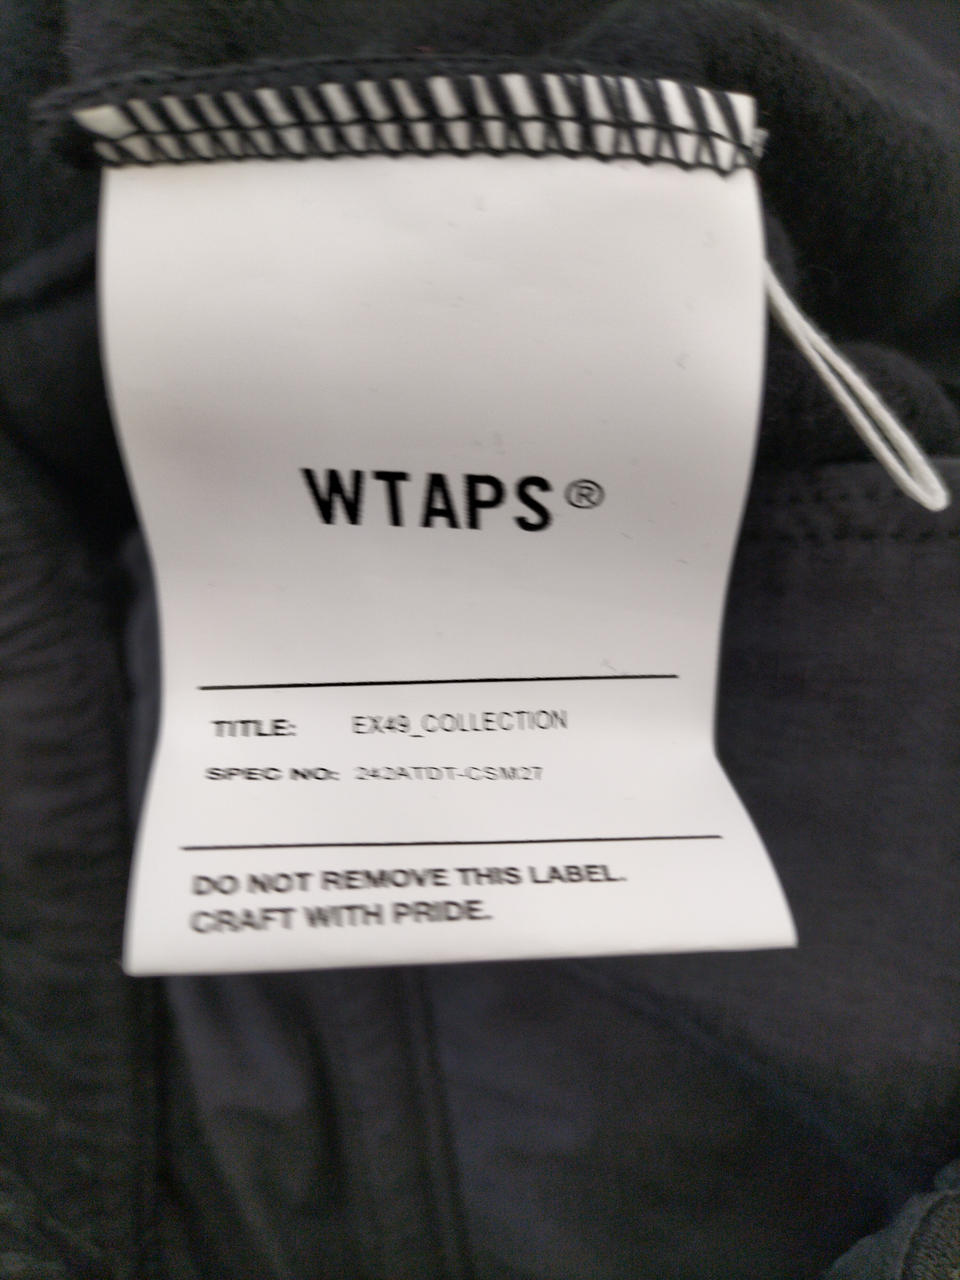 WTAPS®
TITLE: EX49_COLLECTION
SPEC NO: 242ATDT-CSM27
DO NOT REMOVE THIS LABEL.
CRAFT WITH PRIDE.